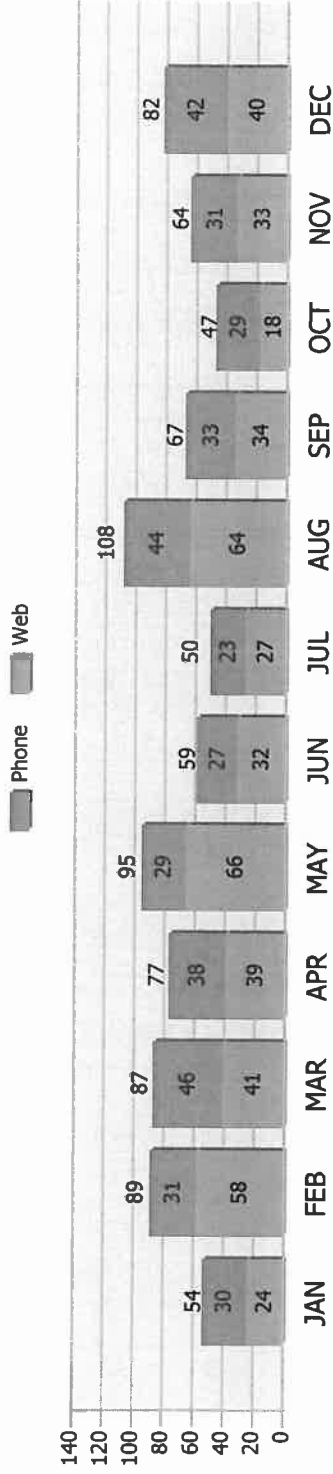 Phone Web
140
120
100
80
60
40
20
0
54 89 87 77 95 59 50 108 67 47 64 82
30 31 46 38 29 27 23 44 33 29 31 42
24 58 41 39 66 32 27 64 34 18 33 40
JAN FEB MAR APR MAY JUN JUL AUG SEP OCT NOV DEC